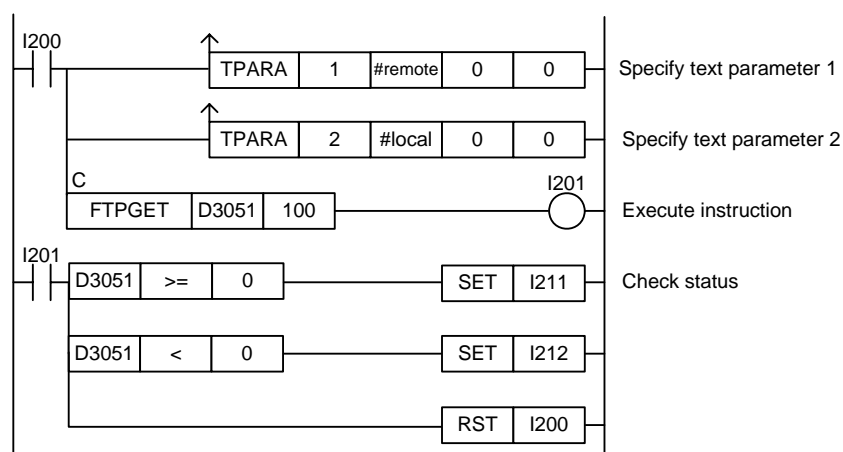 I200
TPARA 1 #remote 0 0 Specify text parameter 1
TPARA 2 #local 0 0 Specify text parameter 2
C I201
FTPGET D3051 100 Execute instruction
I201
D3051 >= 0 SET I211 Check status
D3051 < 0 SET I212
RST I200